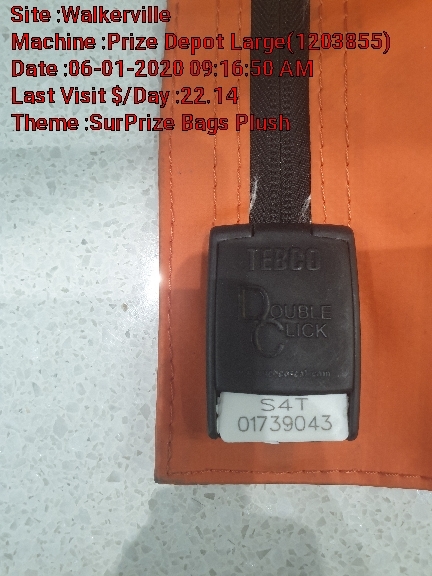 Site :Walkerville
Machine :Prize Depot Large(1203855)
Date :06-01-2020 09:16:50 AM
Last Visit $/Day :22.14
Theme :SurPrize Bags Plush
TEBCO
DOUBLE
CLICK
S4T
01739043